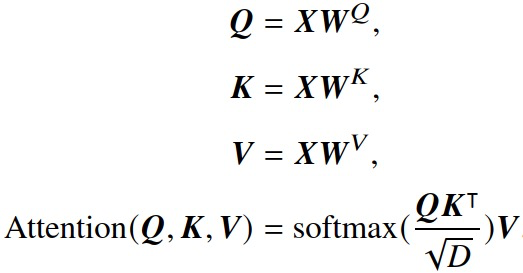 Q = XW^Q,
K = XW^K,
V = XW^V,
Attention(Q, K, V) = softmax(QK^⊤/√D)V